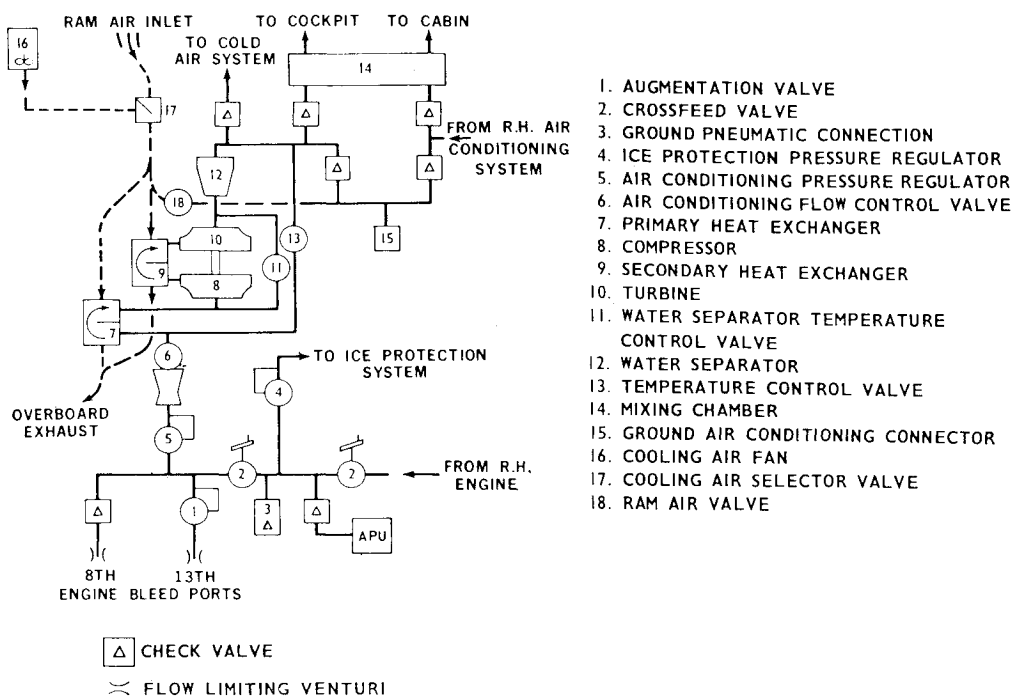 RAM AIR INLET
TO COCKPIT
TO CABIN
16
TO COLD
AIR SYSTEM
14
17
FROM R.H. AIR
CONDITIONING
SYSTEM
12
18
10
13
15
9
11
8
7
6
TO ICE PROTECTION
SYSTEM
4
OVERBOARD
EXHAUST
5
2
2
FROM R.H.
ENGINE
3
1
APU
8TH
13TH
ENGINE BLEED PORTS
CHECK VALVE
FLOW LIMITING VENTURI
1. AUGMENTATION VALVE
2. CROSSFEED VALVE
3. GROUND PNEUMATIC CONNECTION
4. ICE PROTECTION PRESSURE REGULATOR
5. AIR CONDITIONING PRESSURE REGULATOR
6. AIR CONDITIONING FLOW CONTROL VALVE
7. PRIMARY HEAT EXCHANGER
8. COMPRESSOR
9. SECONDARY HEAT EXCHANGER
10. TURBINE
11. WATER SEPARATOR TEMPERATURE
CONTROL VALVE
12. WATER SEPARATOR
13. TEMPERATURE CONTROL VALVE
14. MIXING CHAMBER
15. GROUND AIR CONDITIONING CONNECTOR
16. COOLING AIR FAN
17. COOLING AIR SELECTOR VALVE
18. RAM AIR VALVE